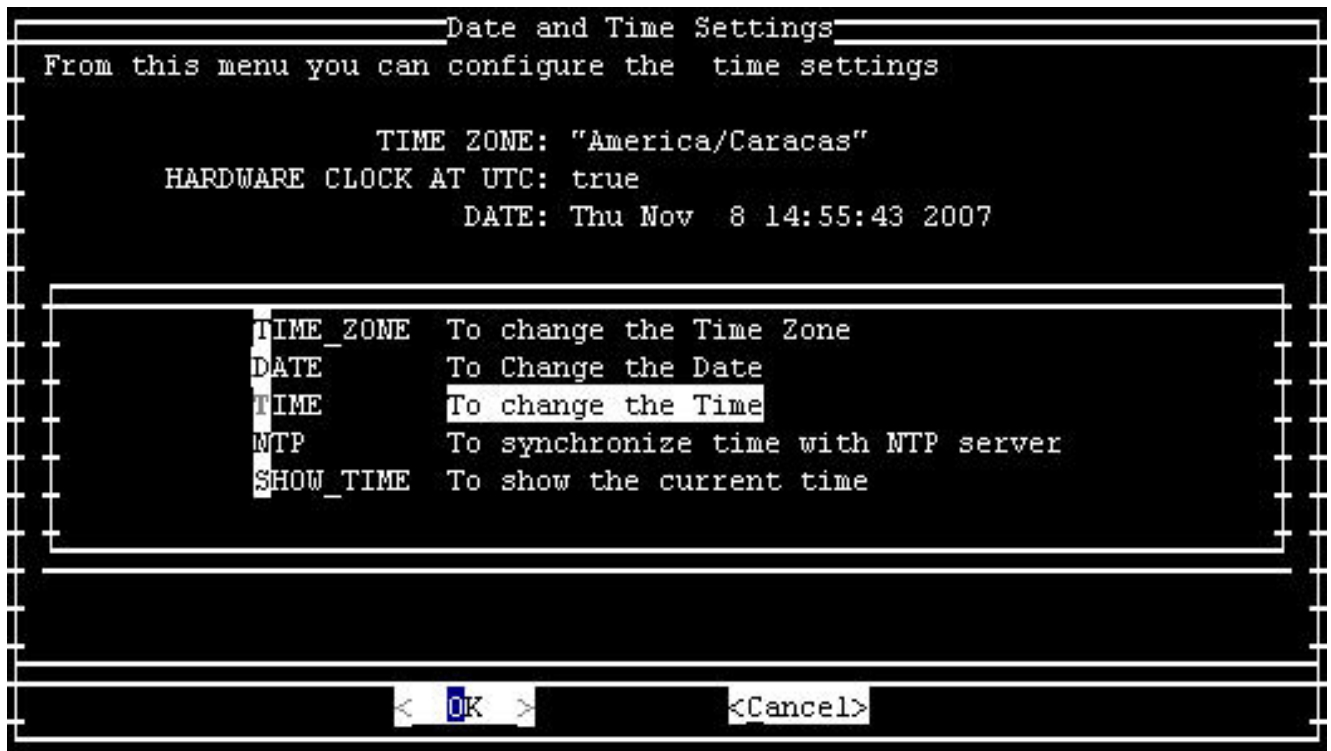 Date and Time Settings
From this menu you can configure the  time settings
TIME ZONE: "America/Caracas"
HARDWARE CLOCK AT UTC: true
DATE: Thu Nov  8 14:55:43 2007
TIME_ZONE  To change the Time Zone
DATE  To Change the Date
TIME  To change the Time
NTP  To synchronize time with NTP server
SHOW_TIME  To show the current time
<  OK  >  <Cancel>